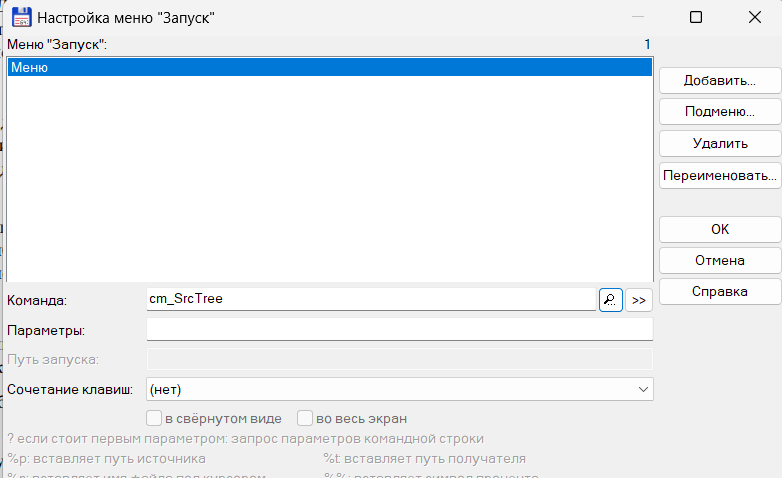 Настройка меню "Запуск"
Меню "Запуск": 1
Меню
Добавить...
Подменю...
Удалить
Переименовать...
OK
Отмена
Справка
Команда: cm_SrcTree >>
Параметры:
Путь запуска:
Сочетание клавиш: (нет)
в свёрнутом виде во весь экран
? если стоит первым параметром: запрос параметров командной строки
%p: вставляет путь источника %t: вставляет путь получателя